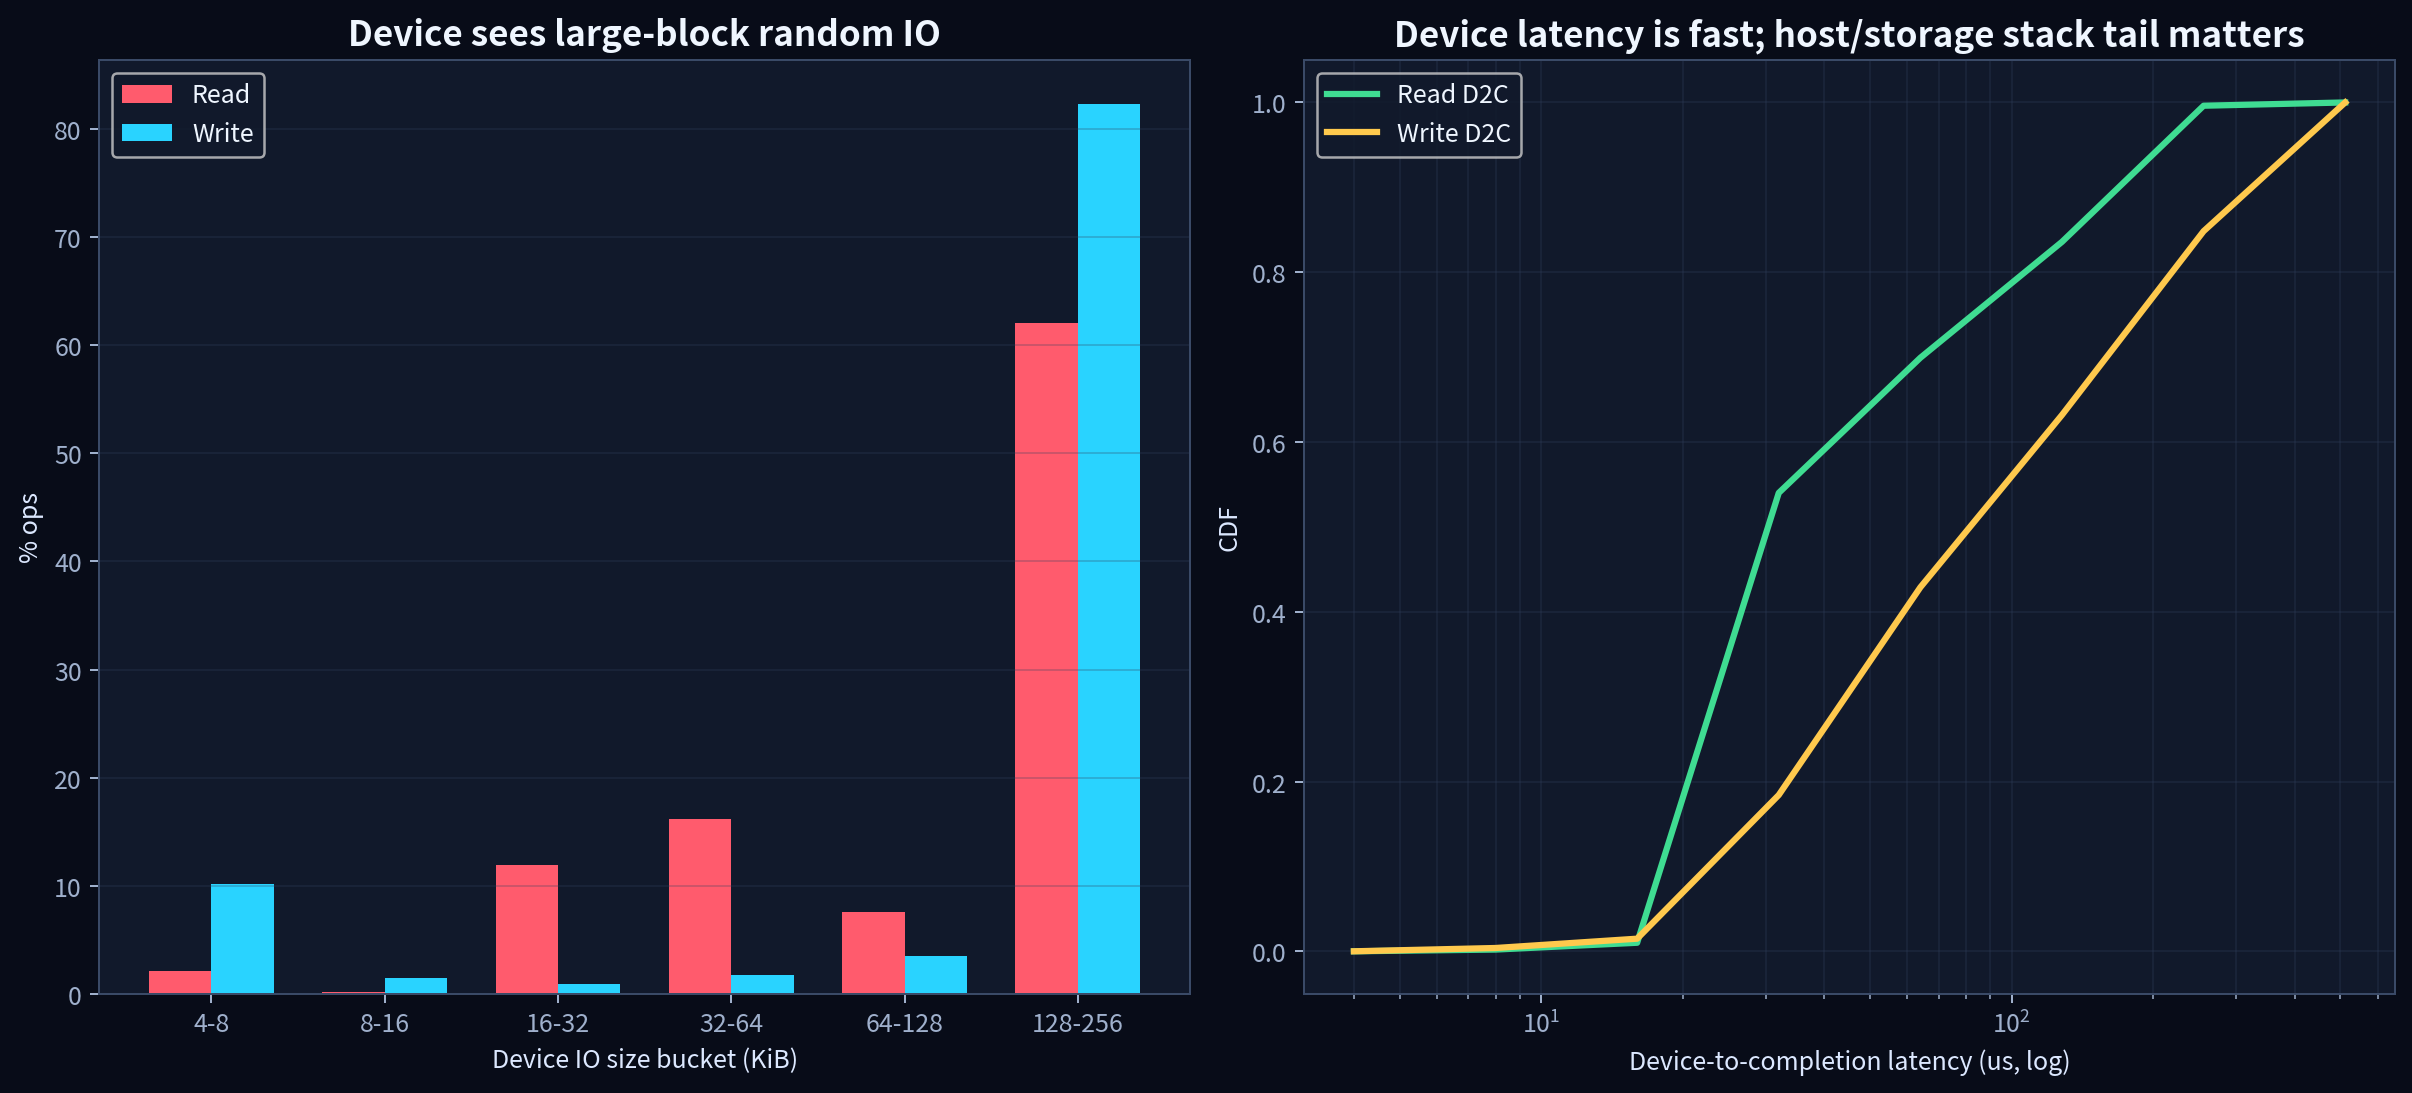 Device sees large-block random IO
Read
Write
80
70
60
50
40
30
20
10
0
% ops
4-8
8-16
16-32
32-64
64-128
128-256
Device IO size bucket (KiB)
Device latency is fast; host/storage stack tail matters
Read D2C
Write D2C
1.0
0.8
0.6
0.4
0.2
0.0
CDF
10¹
10²
Device-to-completion latency (us, log)